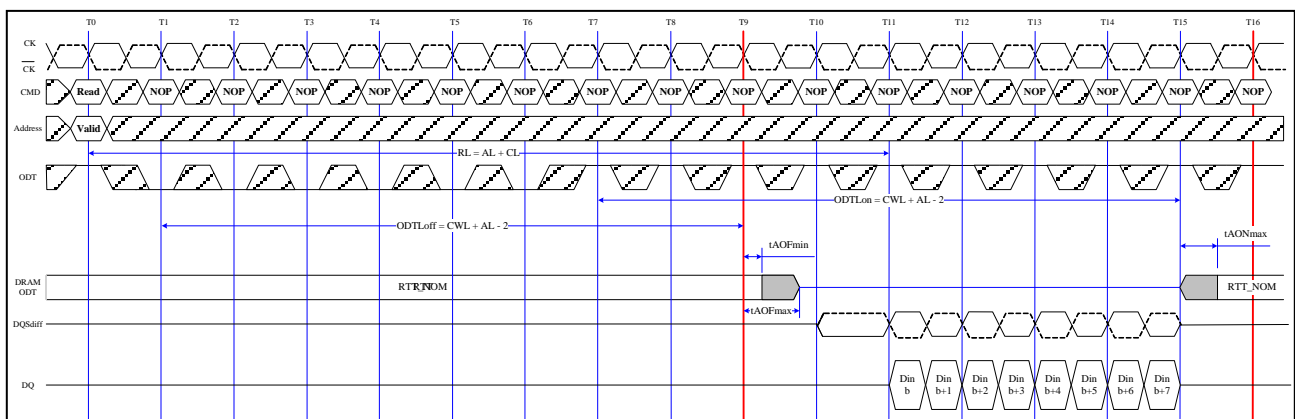 T0 T1 T2 T3 T4 T5 T6 T7 T8 T9 T10 T11 T12 T13 T14 T15 T16
CK
CK
CMD Read NOP NOP NOP NOP NOP NOP NOP NOP NOP NOP NOP NOP NOP NOP NOP NOP
Address Valid
RL = AL + CL
ODT
ODTLon = CWL + AL - 2
ODTLoff = CWL + AL - 2
tAOFmin
tAONmax
DRAM
ODT
RTT_NOM
RTT_NOM
tAOFmax
DQSdiff
DQ
Din b Din b+1 Din b+2 Din b+3 Din b+4 Din b+5 Din b+6 Din b+7